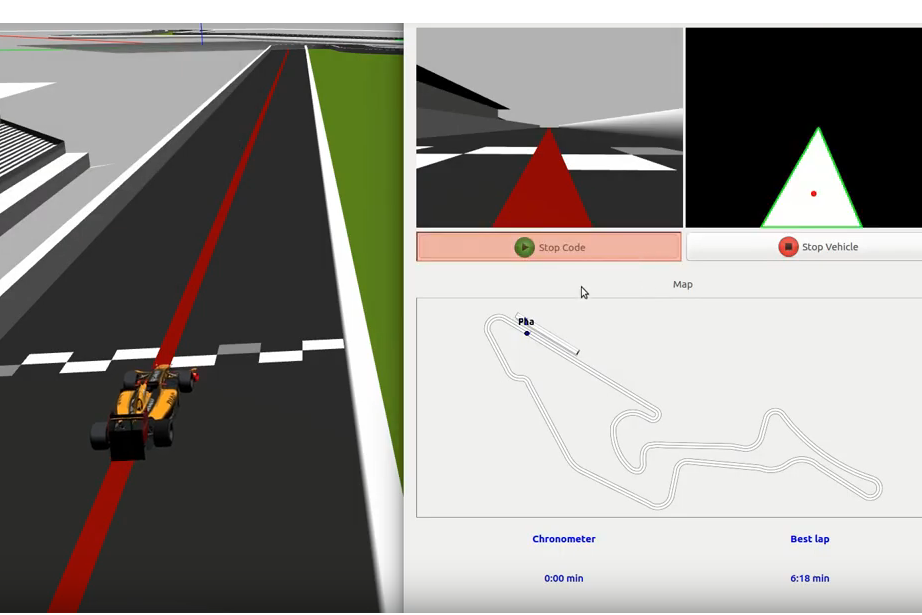 Stop Code
Stop Vehicle
Map
Chronometer
Best lap
0:00 min
6:18 min